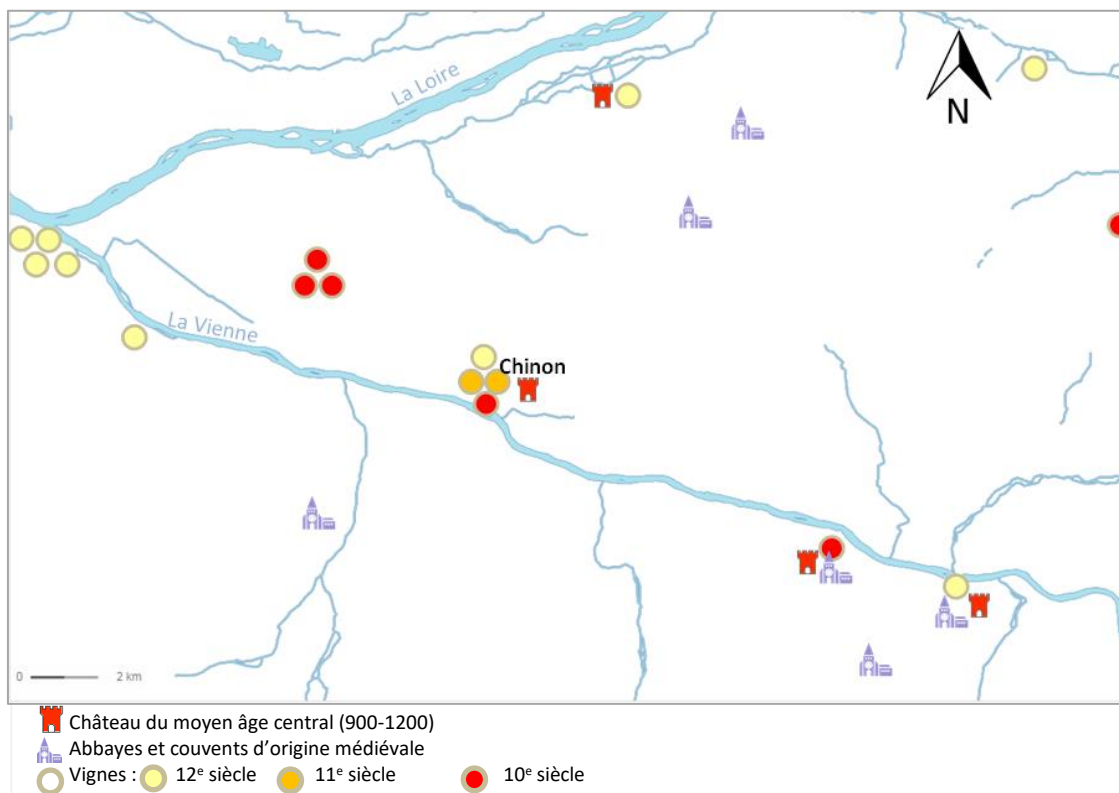 La Loire
N
La Vienne
Chinon
0 2 km
Château du moyen âge central (900-1200)
Abbayes et couvents d’origine médiévale
Vignes : 12e siècle 11e siècle 10e siècle